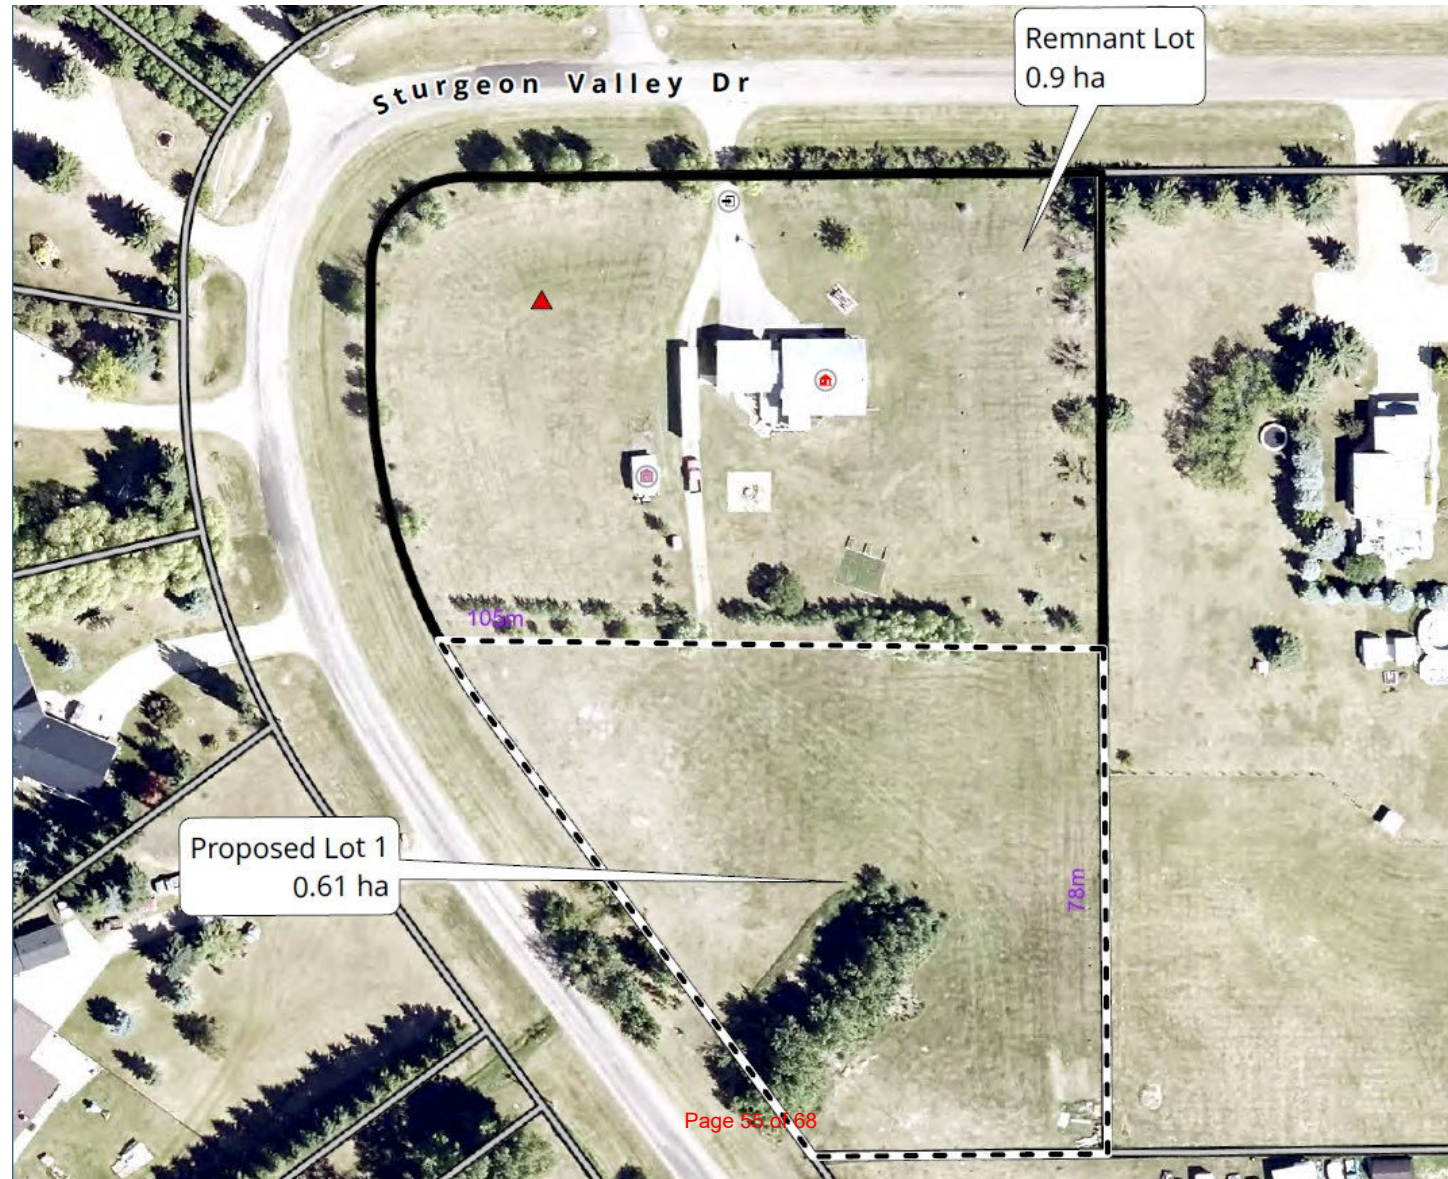 Sturgeon Valley Dr
Remnant Lot
0.9 ha
105m
Proposed Lot 1
0.61 ha
78m
Page 55 of 68